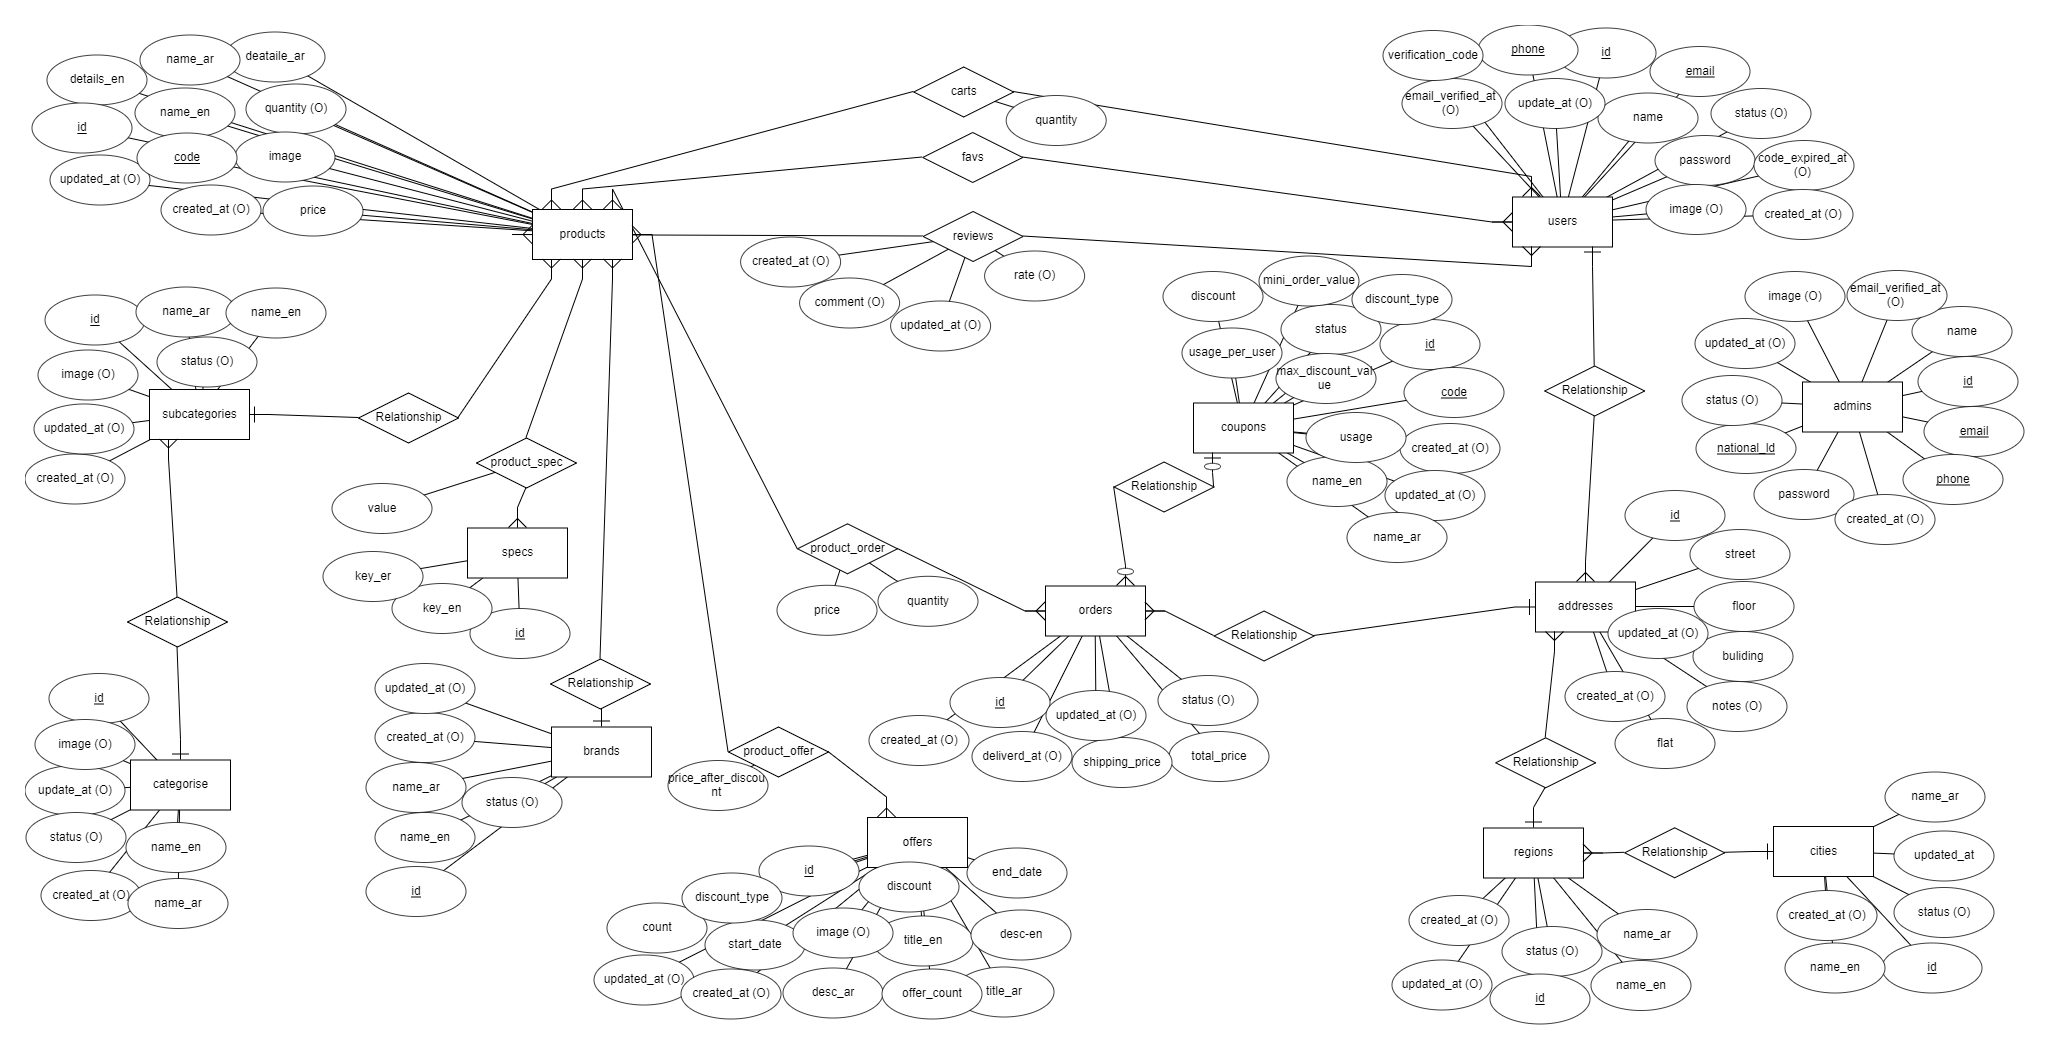 name_ar
deataile_ar
details_en
name_en
quantity (O)
id
code
image
updated_at (O)
created_at (O)
price
products
carts
quantity
favs
reviews
created_at (O)
comment (O)
updated_at (O)
rate (O)
verification_code
phone
id
email
email_verified_at
(O)
update_at (O)
name
status (O)
password
code_expired_at
(O)
image (O)
created_at (O)
users
id
name_ar
name_en
status (O)
image (O)
updated_at (O)
created_at (O)
subcategories
Relationship
product_spec
value
specs
key_er
key_en
id
discount
mini_order_value
discount_type
status
usage_per_user
id
max_discount_val
ue
code
coupons
usage
created_at (O)
name_en
updated_at (O)
name_ar
Relationship
Relationship
image (O)
email_verified_at
(O)
name
updated_at (O)
id
status (O)
admins
email
national_Id
phone
password
created_at (O)
product_order
price
quantity
orders
Relationship
id
created_at (O)
updated_at (O)
deliverd_at (O)
shipping_price
status (O)
total_price
id
street
addresses
floor
updated_at (O)
buliding
created_at (O)
notes (O)
flat
Relationship
Relationship
id
image (O)
update_at (O)
categorise
status (O)
name_en
created_at (O)
name_ar
Relationship
updated_at (O)
created_at (O)
brands
name_ar
status (O)
name_en
id
product_offer
price_after_discou
nt
offers
id
discount
end_date
discount_type
count
start_date
image (O)
title_en
desc-en
updated_at (O)
created_at (O)
desc_ar
offer_count
title_ar
regions
Relationship
cities
created_at (O)
status (O)
name_ar
updated_at (O)
id
name_en
name_ar
updated_at
created_at (O)
status (O)
name_en
id